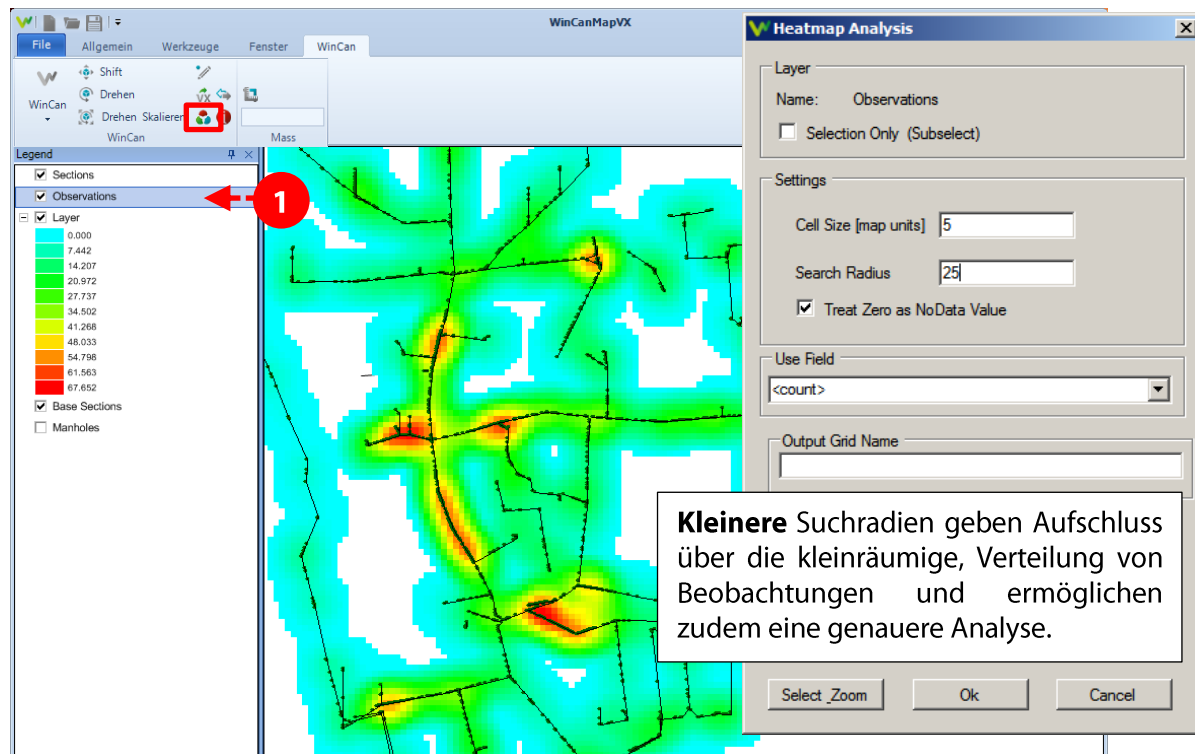 WinCanMapVX
File Allgemein Werkzeuge Fenster WinCan
WinCan
Shift
Drehen
Drehen Skalieren
VX
WinCan
Mass
Legend
Sections
Observations
1
Layer
0.000
7.442
14.207
20.972
27.737
34.502
41.268
48.033
54.798
61.563
67.652
Base Sections
Manholes
Heatmap Analysis
Layer
Name: Observations
Selection Only (Subselect)
Settings
Cell Size [map units] 5
Search Radius 25
Treat Zero as NoData Value
Use Field
<count>
Output Grid Name
Kleinere Suchradien geben Aufschluss
über die kleinräumige, Verteilung von
Beobachtungen und ermöglichen
zudem eine genauere Analyse.
Select _Zoom Ok Cancel